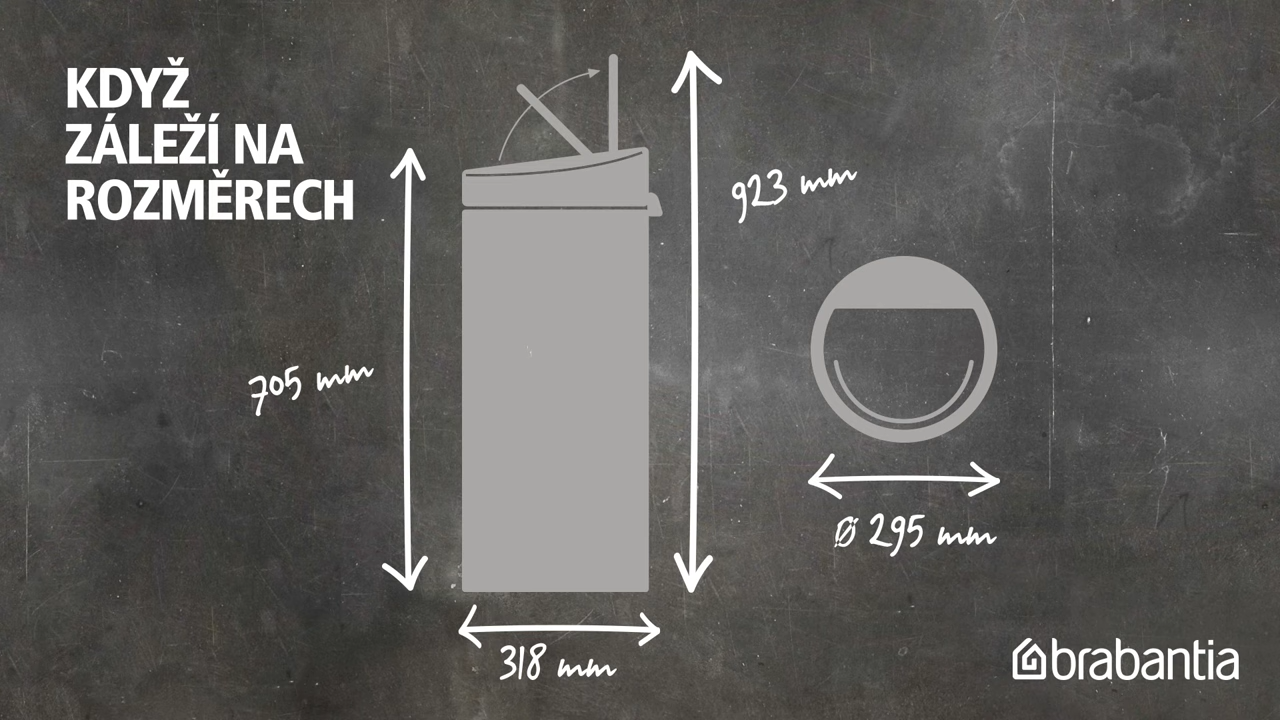 KDYŽ
ZÁLEŽÍ NA
ROZMĚRECH
923 mm
705 mm
Ø 295 mm
318 mm
brabantia